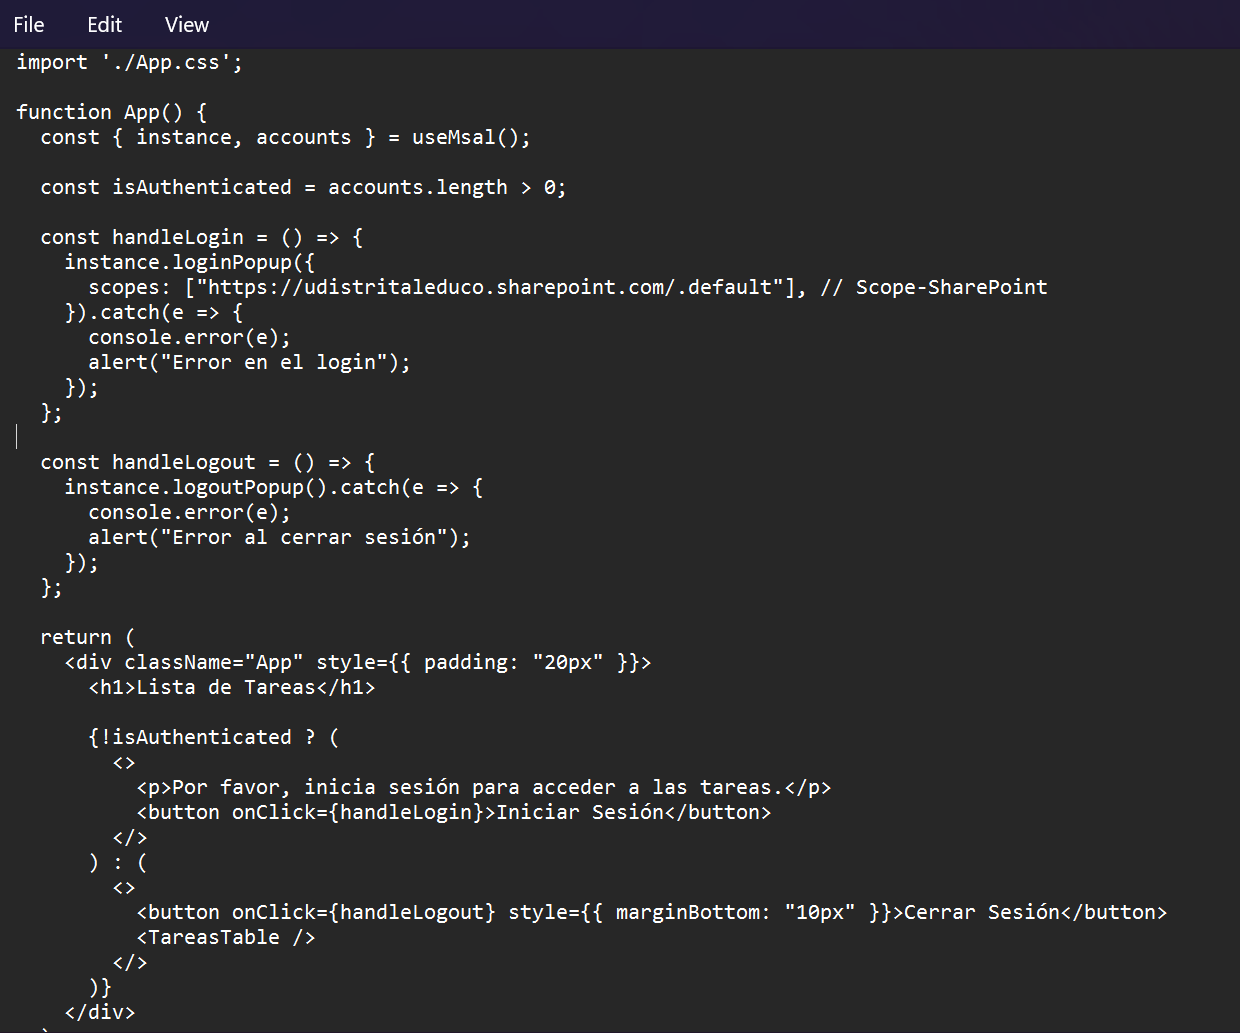 File Edit View
import './App.css';
function App() {
  const { instance, accounts } = useMsal();
  const isAuthenticated = accounts.length > 0;
  const handleLogin = () => {
    instance.loginPopup({
      scopes: ["https://udistritaleduco.sharepoint.com/.default"], // Scope-SharePoint
    }).catch(e => {
      console.error(e);
      alert("Error en el login");
    });
  };
  const handleLogout = () => {
    instance.logoutPopup().catch(e => {
      console.error(e);
      alert("Error al cerrar sesión");
    });
  };
  return (
    <div className="App" style={{ padding: "20px" }}>
      <h1>Lista de Tareas</h1>
      {!isAuthenticated ? (
        <>
          <p>Por favor, inicia sesión para acceder a las tareas.</p>
          <button onClick={handleLogin}>Iniciar Sesión</button>
        </>
      ) : (
        <>
          <button onClick={handleLogout} style={{ marginBottom: "10px" }}>Cerrar Sesión</button>
          <TareasTable />
        </>
      )}
    </div>